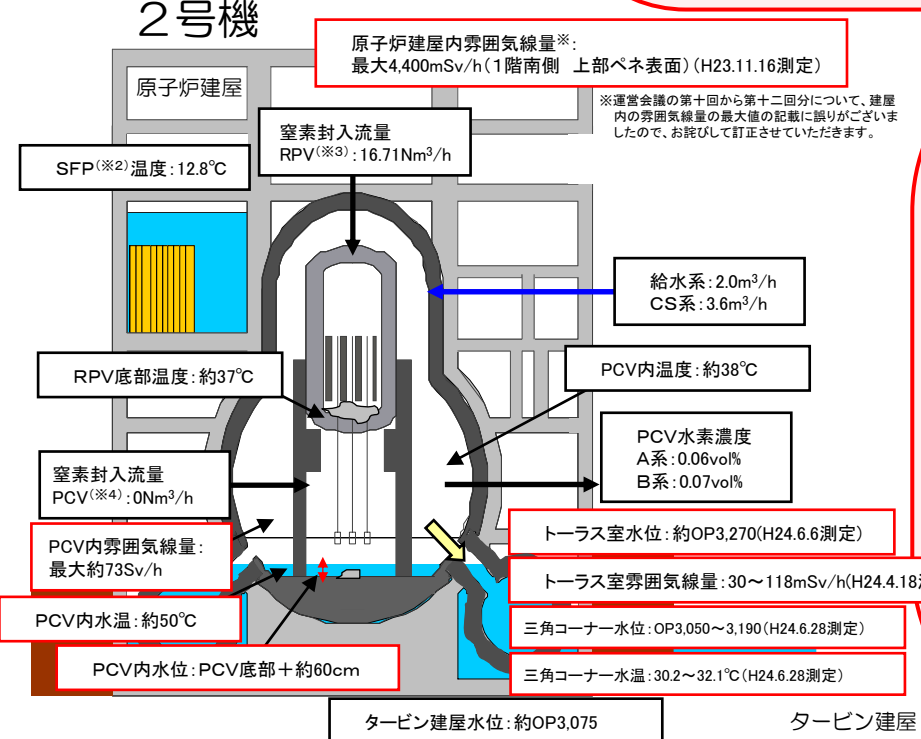 2号機
原子炉建屋内雰囲気線量※:
最大4,400mSv/h(1階南側 上部ペネ表面)(H23.11.16測定)
※運営会議の第十回から第十二回分について、建屋
内の雰囲気線量の最大値の記載に誤りがございま
したので、お詫びして訂正させていただきます。
原子炉建屋
窒素封入流量
RPV(※3):16.71Nm³/h
SFP(※2)温度:12.8℃
給水系:2.0m³/h
CS系:3.6m³/h
RPV底部温度:約37℃
PCV内温度:約38℃
PCV水素濃度
A系:0.06vol%
B系:0.07vol%
窒素封入流量
PCV(※4):0Nm³/h
トーラス室水位:約OP3,270(H24.6.6測定)
PCV内雰囲気線量:
最大約73Sv/h
トーラス室雰囲気線量:30~118mSv/h(H24.4.18
PCV内水温:約50℃
三角コーナー水位:OP3,050~3,190(H24.6.28測定)
PCV内水位:PCV底部+約60cm
三角コーナー水温:30.2~32.1℃(H24.6.28測定)
タービン建屋水位:約OP3,075
タービン建屋